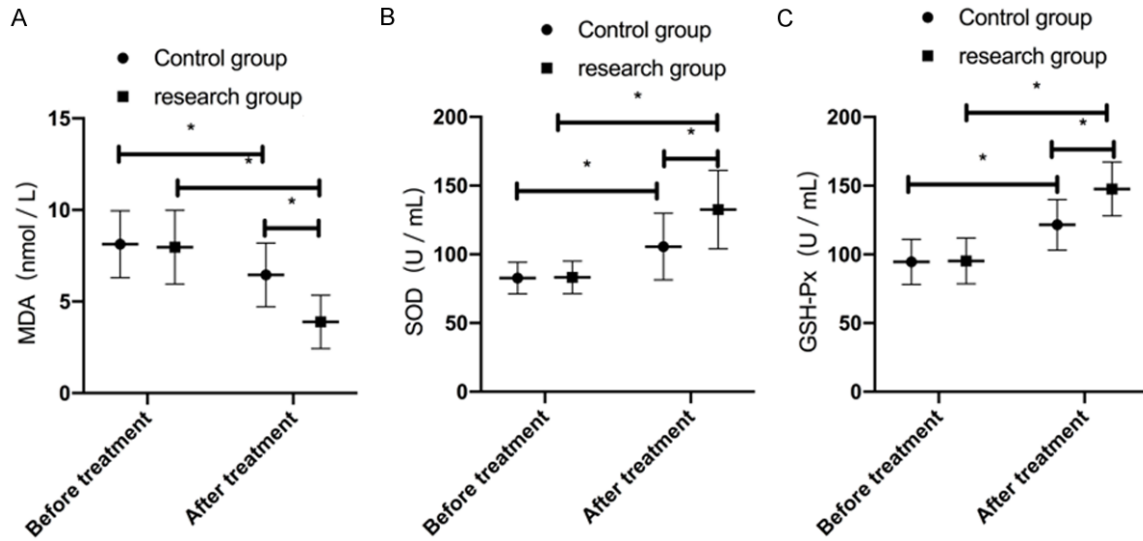 A
Control group
research group
*
*
*
15
10
5
0
MDA (nmol / L)
Before treatment
After treatment
B
Control group
research group
*
*
*
200
150
100
50
0
SOD (U / mL)
Before treatment
After treatment
C
Control group
research group
*
*
*
200
150
100
50
0
GSH-Px (U / mL)
Before treatment
After treatment